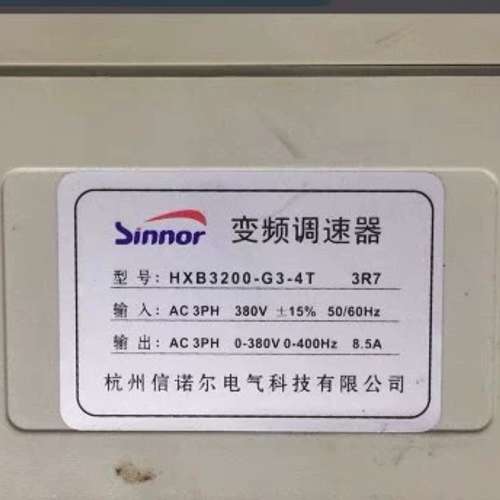 Sinnor 变频调速器
型号: HXB3200-G3-4T 3R7
输入: AC 3PH 380V ±15% 50/60Hz
输出: AC 3PH 0-380V 0-400Hz 8.5A
杭州信诺尔电气科技有限公司